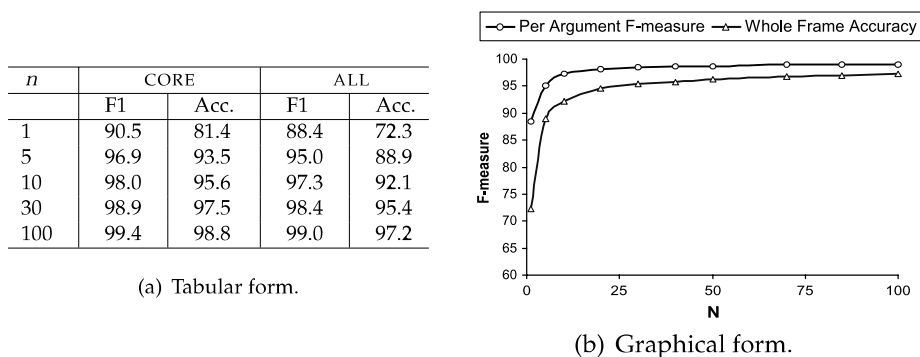 n CORE ALL
F1 Acc. F1 Acc.
1 90.5 81.4 88.4 72.3
5 96.9 93.5 95.0 88.9
10 98.0 95.6 97.3 92.1
30 98.9 97.5 98.4 95.4
100 99.4 98.8 99.0 97.2
(a) Tabular form.
Per Argument F-measure Whole Frame Accuracy
F-measure
100
95
90
85
80
75
70
65
60
0 25 50 75 100
N
(b) Graphical form.